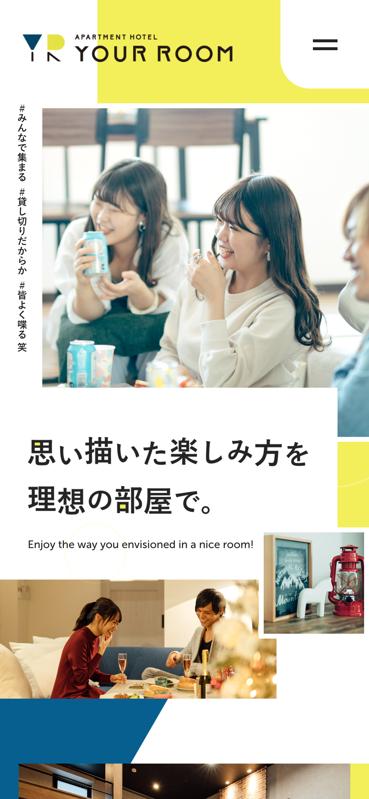 APARTMENT HOTEL
YOUR ROOM
#みんなで集まる #貸し切りだからか #皆よく喋る 笑
思い描いた楽しみ方を
理想の部屋で。
Enjoy the way you envisioned in a nice room!